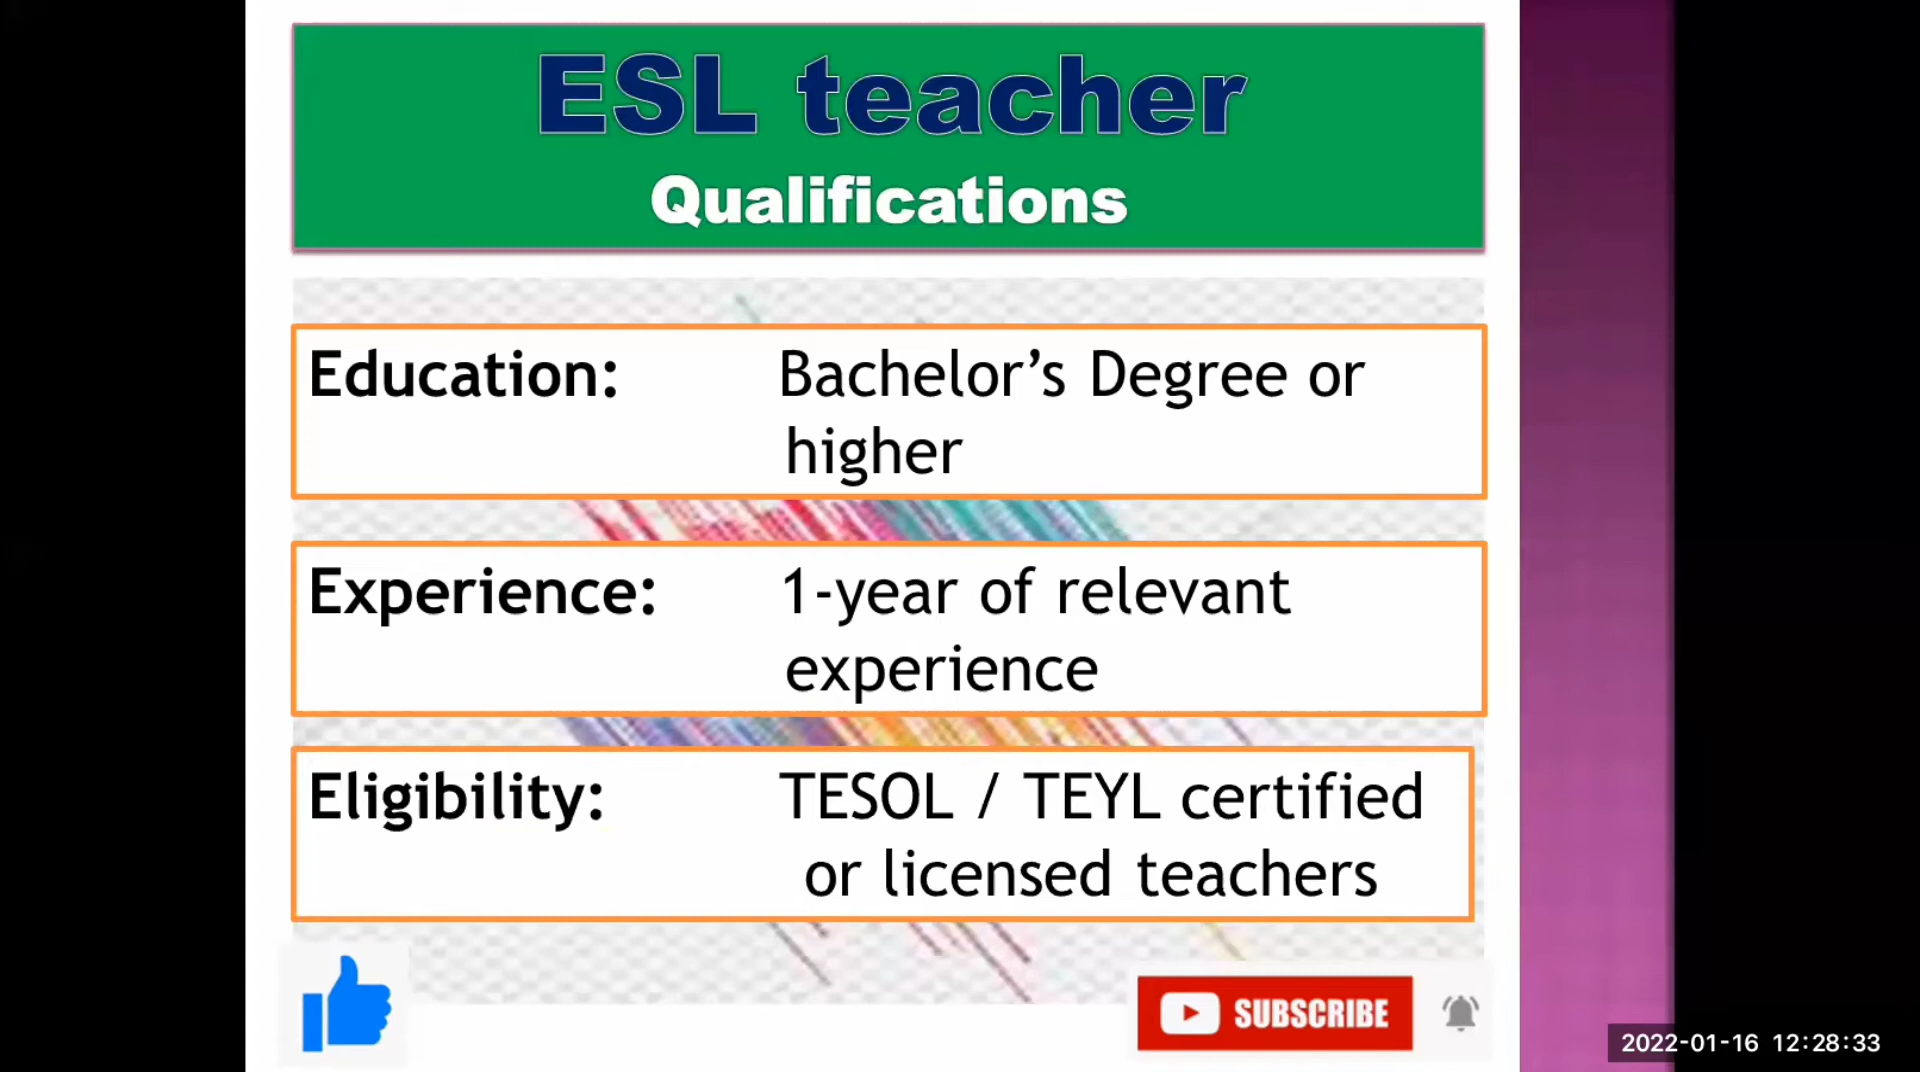 ESL teacher
Qualifications
Education: Bachelor’s Degree or
higher
Experience: 1-year of relevant
experience
Eligibility: TESOL / TEYL certified
or licensed teachers
SUBSCRIBE
2022-01-16 12:28:33